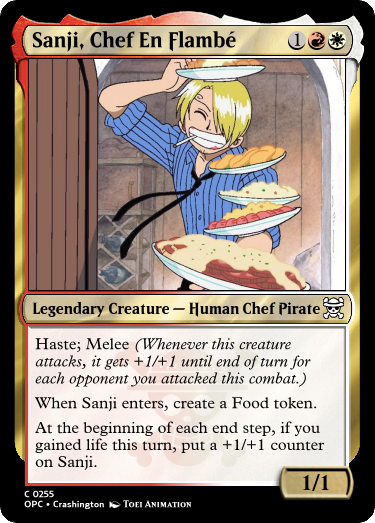 Sanji, Chef En Flambé 1
Legendary Creature — Human Chef Pirate
Haste; Melee (Whenever this creature
attacks, it gets +1/+1 until end of turn for
each opponent you attacked this combat.)
When Sanji enters, create a Food token.
At the beginning of each end step, if you
gained life this turn, put a +1/+1 counter
on Sanji.
1/1
C 0255
OPC • Crashington TOEI ANIMATION